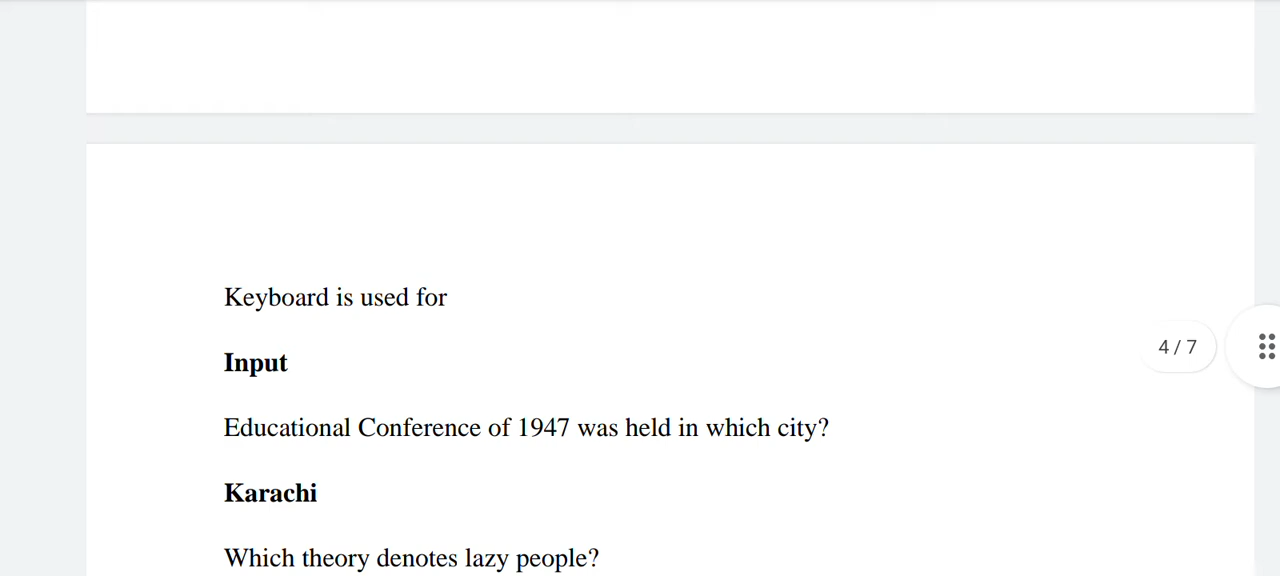 Keyboard is used for
4 / 7
Input
Educational Conference of 1947 was held in which city?
Karachi
Which theory denotes lazy people?